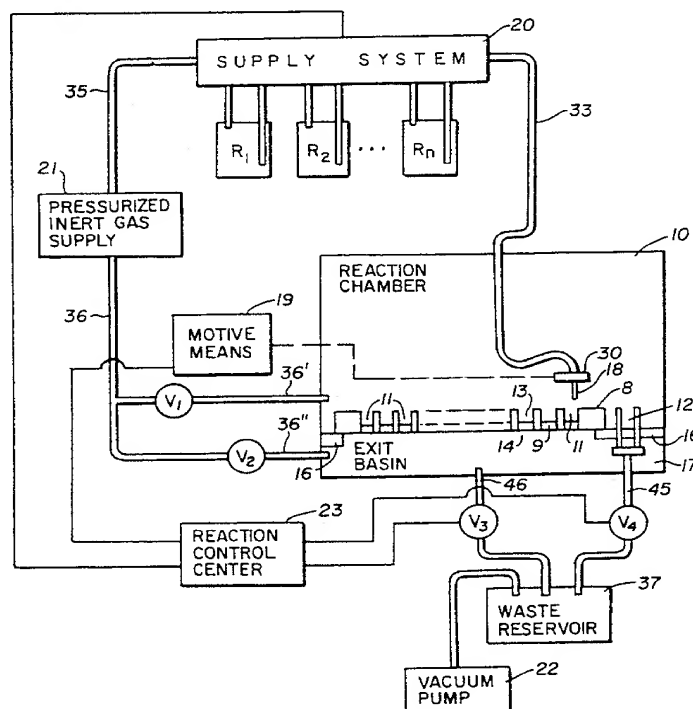 20
SUPPLY SYSTEM
35
33
R1 R2 ... Rn
21
PRESSURIZED
INERT GAS
SUPPLY
10
REACTION
CHAMBER
19
36
MOTIVE
MEANS
30
18
36'
8
V1
11
13
12
14 9 11
16
36"
V2
16
EXIT
BASIN
17
46
45
23
V3
V4
REACTION
CONTROL
CENTER
37
WASTE
RESERVOIR
VACUUM
PUMP
22